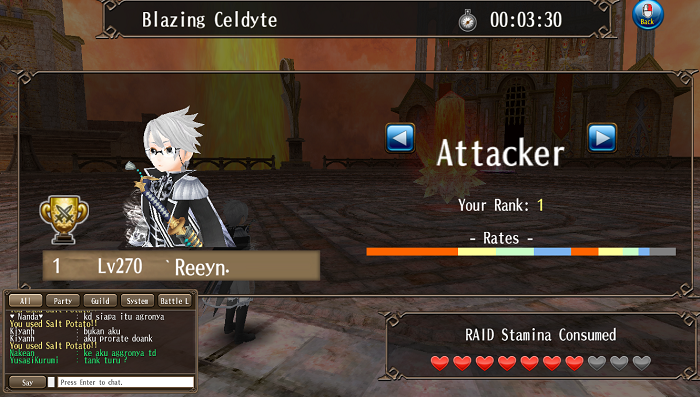 Blazing Celdyte
00:03:30
Back
Attacker
Your Rank: 1
- Rates -
1 Lv270 Reeyn.
All Party Guild System Battle L
♥ Nanda♥ : kd siapa itu agronya
You used Salt Potato!!
Kiyanh : bukan aku
Kiyanh : aku prorate doank
You used Salt Potato!!
Nakean : ke aku aggronya td
YusagiKurumi : tank turu ?
Say
Press Enter to chat.
RAID Stamina Consumed